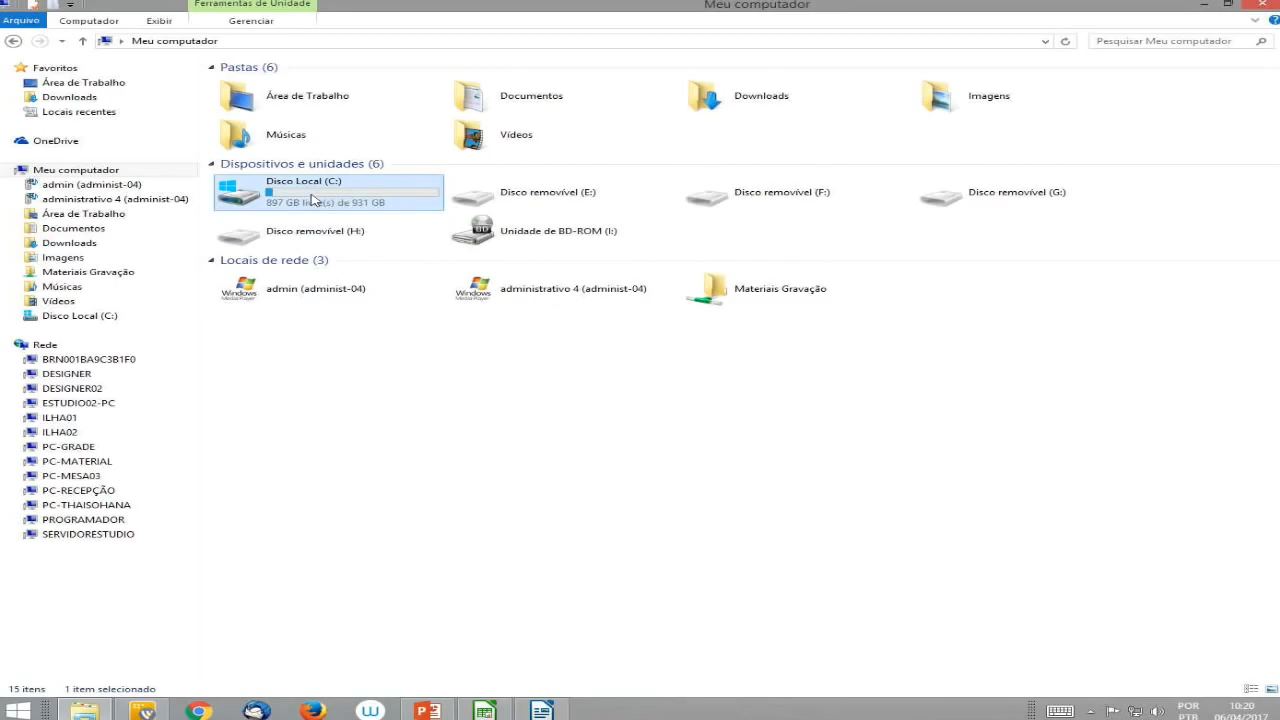 Ferramentas de Unidade
Meu computador
Arquivo
Computador
Exibir
Gerenciar
Meu computador
Pesquisar Meu computador
Favoritos
Área de Trabalho
Downloads
Locais recentes
OneDrive
Meu computador
admin (administ-04)
administrativo 4 (administ-04)
Área de Trabalho
Documentos
Downloads
Imagens
Materiais Gravação
Músicas
Vídeos
Disco Local (C:)
Rede
BRN001BA9C3B1F0
DESIGNER
DESIGNER02
ESTUDIO02-PC
ILHA01
ILHA02
PC-GRADE
PC-MATERIAL
PC-MESA03
PC-RECEPÇÃO
PC-THAISOHANA
PROGRAMADOR
SERVIDORESTUDIO
Pastas (6)
Área de Trabalho
Documentos
Downloads
Imagens
Músicas
Vídeos
Dispositivos e unidades (6)
Disco Local (C:)
897 GB livre(s) de 931 GB
Disco removível (E:)
Disco removível (F:)
Disco removível (G:)
Disco removível (H:)
BD
Unidade de BD-ROM (I:)
Locais de rede (3)
Windows
Media Player
admin (administ-04)
Windows
Media Player
administrativo 4 (administ-04)
Materiais Gravação
15 itens
1 item selecionado
POR
PTB
10:20
06/04/2017